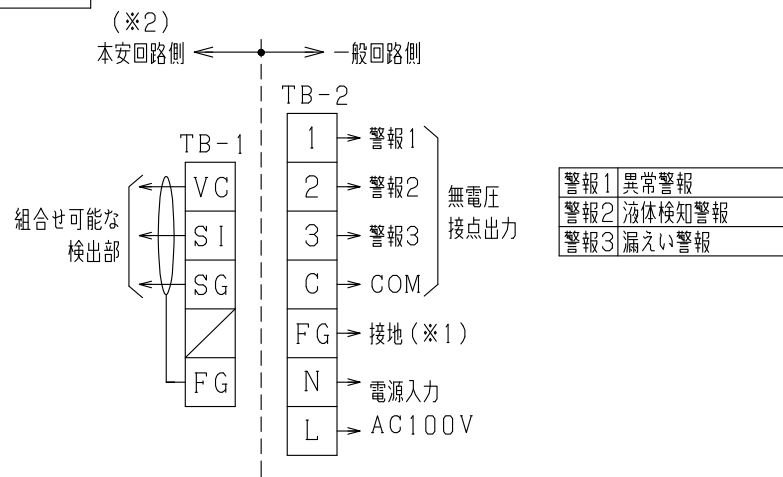 (※2)
本安回路側 一般回路側
TB-2
1 警報1
2 警報2
3 警報3
C COM
無電圧
接点出力
FG 接地(※1)
N 電源入力
L AC100V
TB-1
VC
SI
SG
FG
組合せ可能な
検出部
警報1 異常警報
警報2 液体検知警報
警報3 漏えい警報